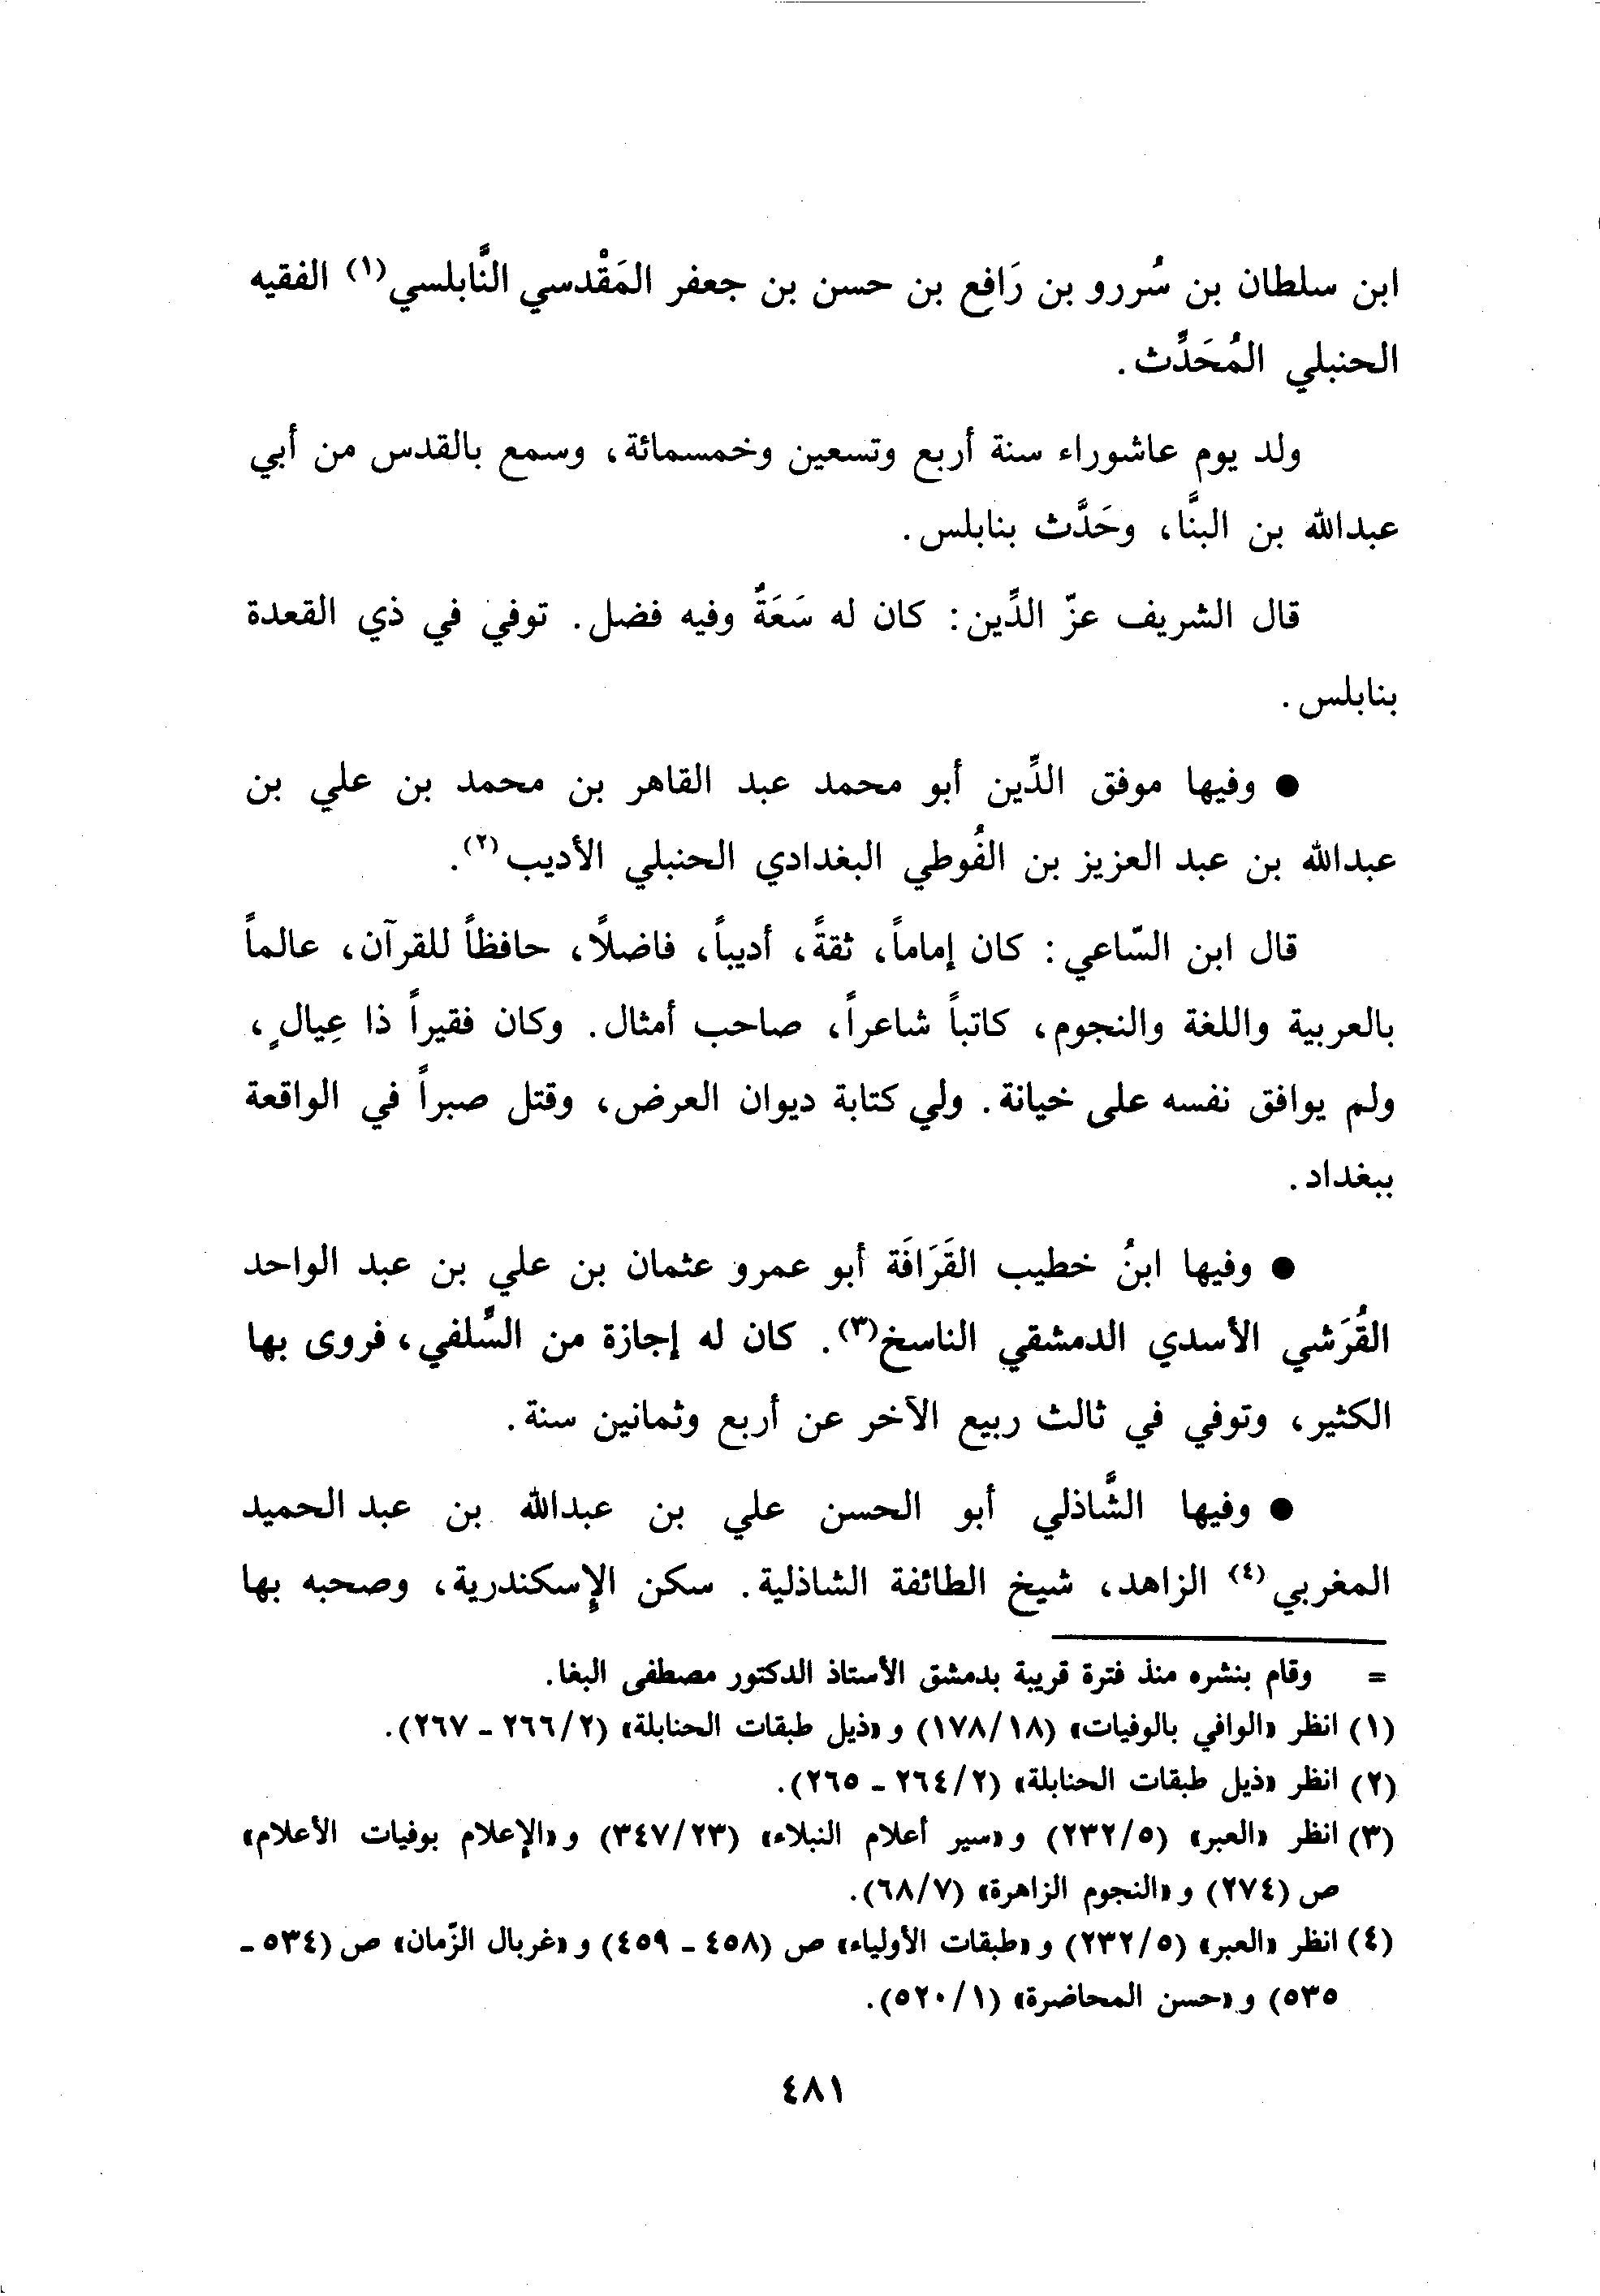 ابن سلطان بن سُررو بن رَافع بن حسن بن جعفر المَقْدسي النَّابلسي(١) الفقيه
الحنبلي المُحَدِّث.
ولد يوم عاشوراء سنة أربع وتسعين وخمسمائة، وسمع بالقدس من أبي
عبدالله بن البنَّا، وحَدَّث بنابلس.
قال الشريف عزّ الدِّين: كان له سَعَةٌ وفيه فضل. توفي في ذي القعدة
بنابلس.
● وفيها موفق الدِّين أبو محمد عبد القاهر بن محمد بن علي بن
عبدالله بن عبد العزيز بن الفُوطي البغدادي الحنبلي الأديب(٢).
قال ابن السّاعي: كان إماماً، ثقةً، أديباً، فاضلًا، حافظاً للقرآن، عالماً
بالعربية واللغة والنجوم، كاتباً شاعراً، صاحب أمثال. وكان فقيراً ذا عِيالٍ،
ولم يوافق نفسه على خيانة. ولي كتابة ديوان العرض، وقتل صبراً في الواقعة
ببغداد.
● وفيها ابنُ خطيب القَرَافَة أبو عمرو عثمان بن علي بن عبد الواحد
القُرَشي الأسدي الدمشقي الناسخ(٣). كان له إجازة من السِّلفي، فروى بها
الكثير، وتوفي في ثالث ربيع الآخر عن أربع وثمانين سنة.
● وفيها الشَّاذلي أبو الحسن علي بن عبدالله بن عبد الحميد
المغربي(٤) الزاهد، شيخ الطائفة الشاذلية. سكن الإسكندرية، وصحبه بها
= وقام بنشره منذ فترة قريبة بدمشق الأستاذ الدكتور مصطفى البغا.
(١) انظر «الوافي بالوفيات» (١٧٨/١٨) و«ذيل طبقات الحنابلة» (٢٦٦/٢ - ٢٦٧).
(٢) انظر «ذيل طبقات الحنابلة» (٢٦٤/٢ - ٢٦٥).
(٣) انظر «العبر» (٢٣٢/٥) و«سير أعلام النبلاء» (٣٤٧/٢٣) و«الإعلام بوفيات الأعلام»
ص (٢٧٤) و«النجوم الزاهرة» (٦٨/٧).
(٤) انظر «العبر» (٢٣٢/٥) و«طبقات الأولياء» ص (٤٥٨ - ٤٥٩) و«غربال الزّمان» ص (٥٣٤ -
٥٣٥) و«حسن المحاضرة» (٥٢٠/١).
٤٨١